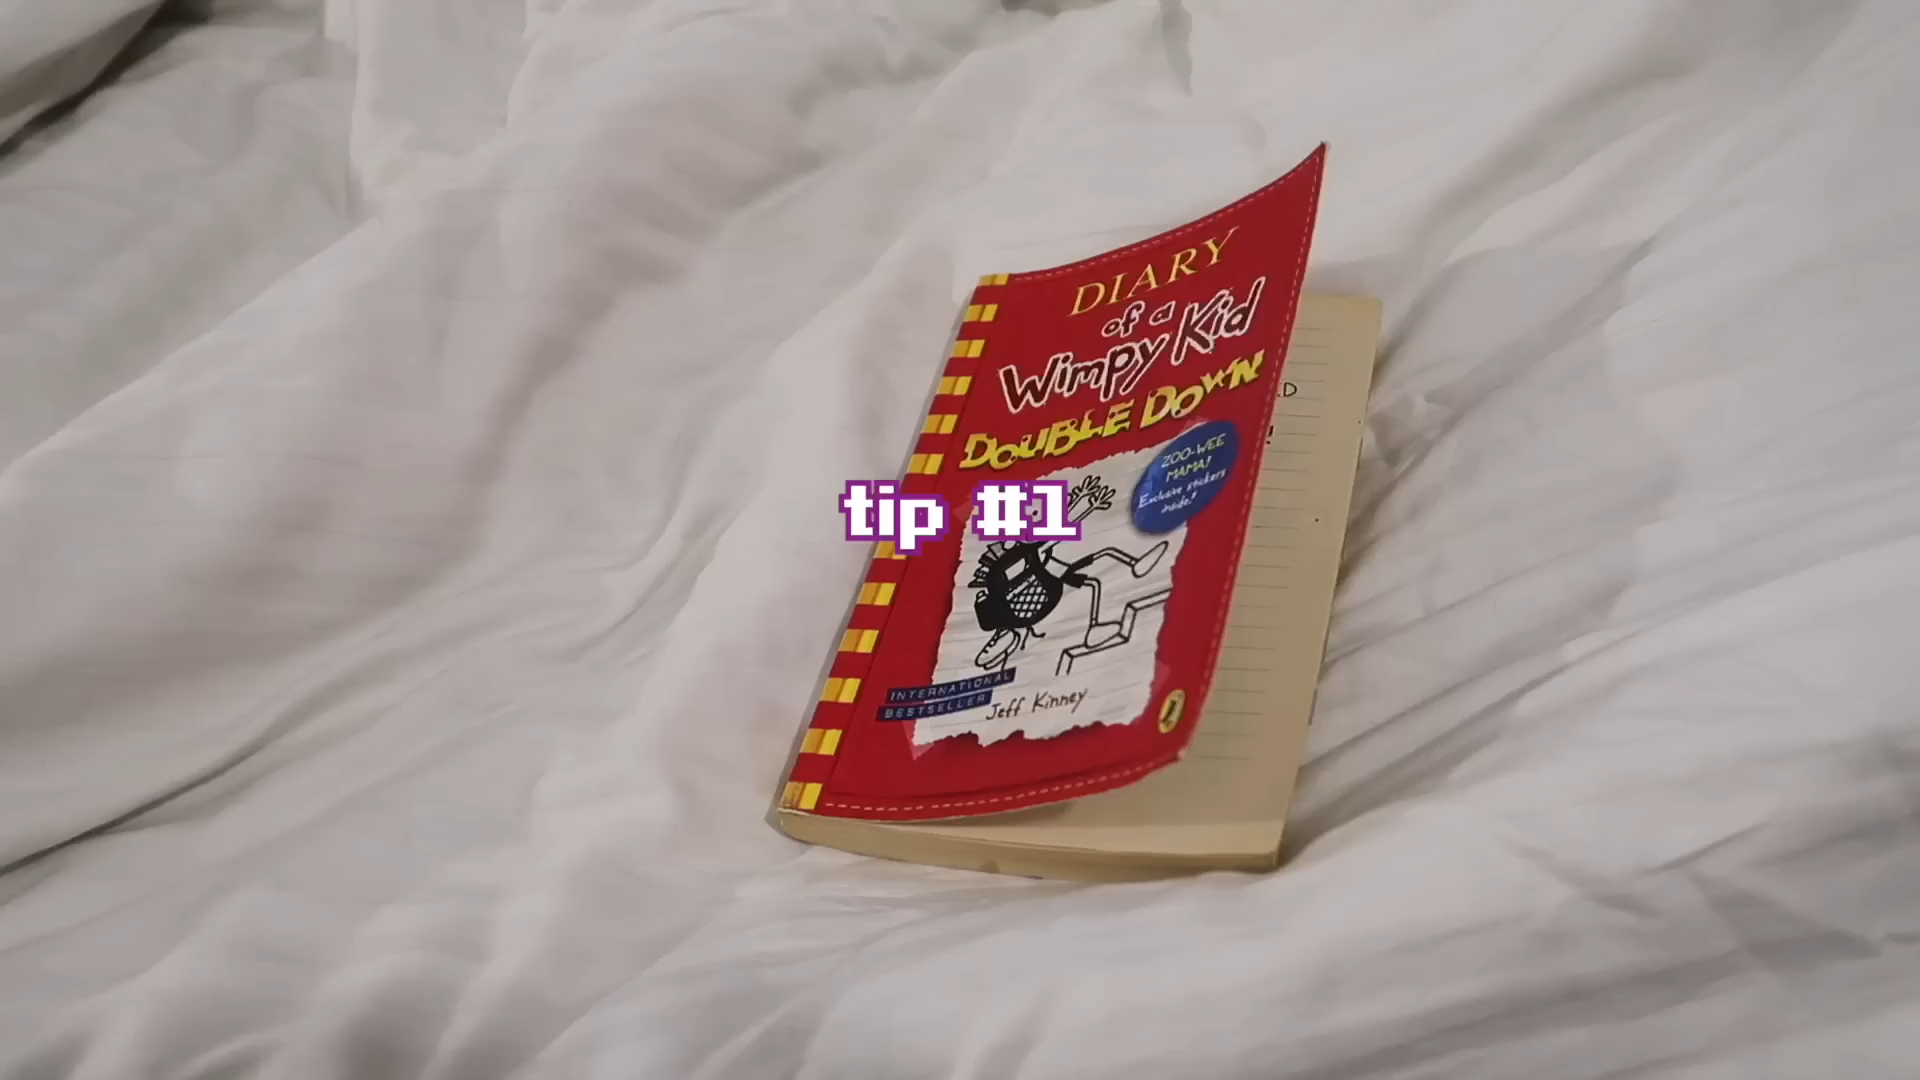 DIARY
of a
Wimpy Kid
DOUBLE DOWN
ZOO-WEE
MAMA!
Exclusive stickers
inside!*
tip #1
INTERNATIONAL
BESTSELLER
Jeff Kinney